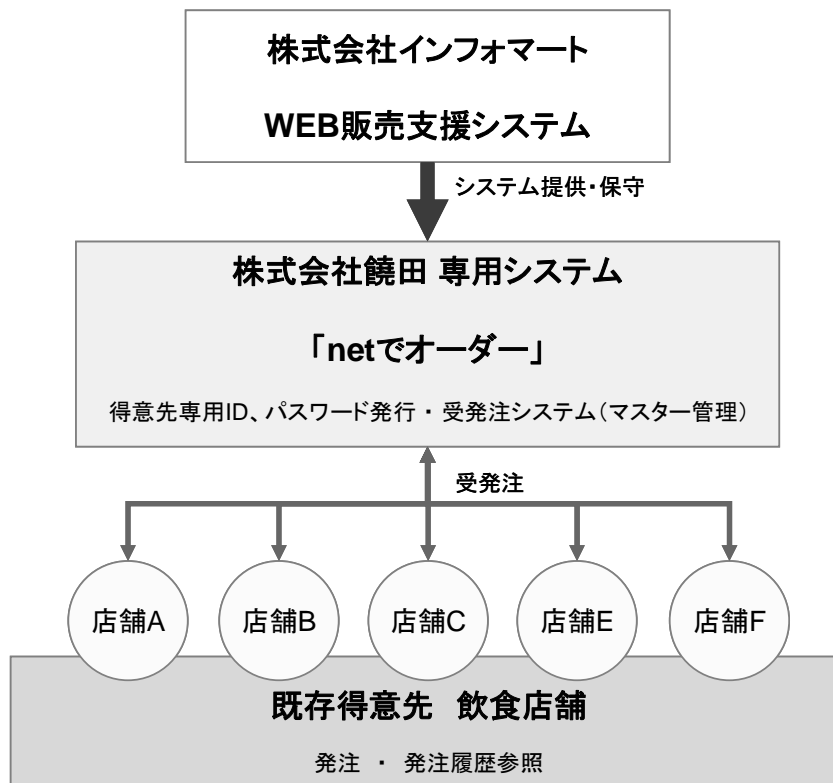 株式会社インフォマート
WEB販売支援システム
システム提供・保守
株式会社饒田 専用システム
「netでオーダー」
得意先専用ID、パスワード発行 ・ 受発注システム（マスター管理）
受発注
店舗A 店舗B 店舗C 店舗E 店舗F
既存得意先　飲食店舗
発注 ・ 発注履歴参照